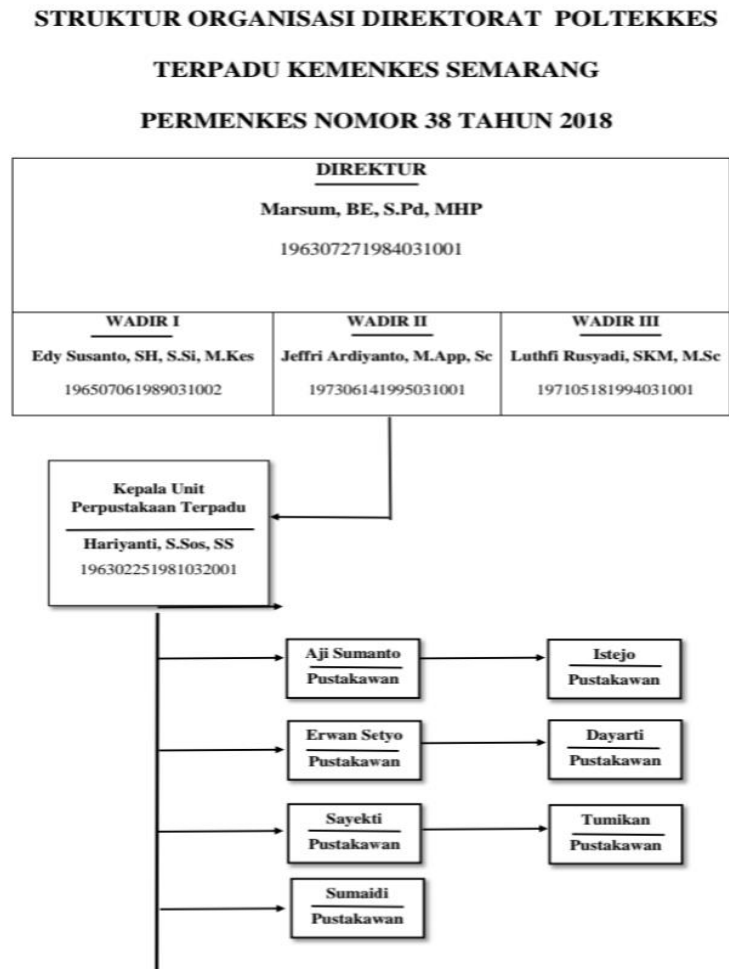 STRUKTUR ORGANISASI DIREKTORAT POLTEKKES
TERPADU KEMENKES SEMARANG
PERMENKES NOMOR 38 TAHUN 2018
DIREKTUR
Marsum, BE, S.Pd, MHP
196307271984031001
WADIR I
Edy Susanto, SH, S.Si, M.Kes
196507061989031002
WADIR II
Jeffri Ardiyanto, M.App, Sc
197306141995031001
WADIR III
Luthfi Rusyadi, SKM, M.Sc
197105181994031001
Kepala Unit
Perpustakaan Terpadu
Hariyanti, S.Sos, SS
196302251981032001
Aji Sumanto
Pustakawan
Istejo
Pustakawan
Erwan Setyo
Pustakawan
Dayarti
Pustakawan
Sayekti
Pustakawan
Tumikan
Pustakawan
Sumaidi
Pustakawan